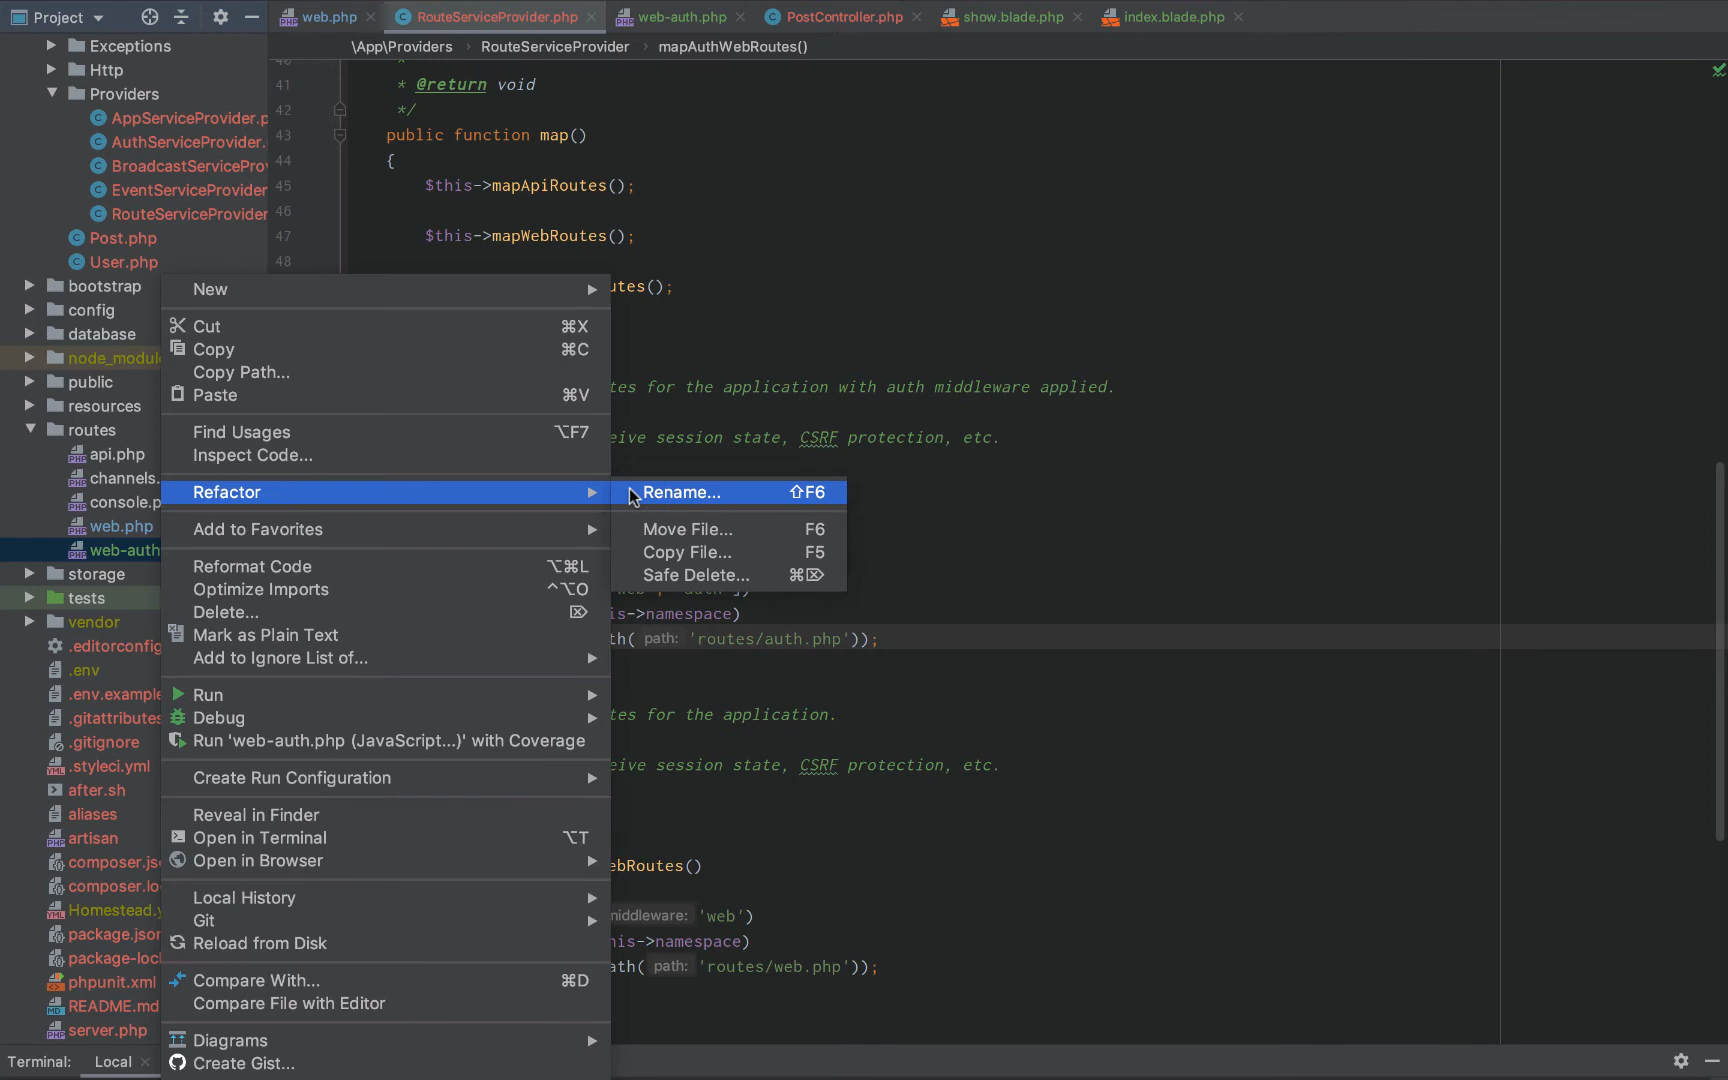 Project
web.php
RouteServiceProvider.php
web-auth.php
PostController.php
show.blade.php
index.blade.php
\App\Providers › RouteServiceProvider › mapAuthWebRoutes()
Exceptions
Http
Providers
AppServiceProvider.p
AuthServiceProvider.
BroadcastServicePro
EventServiceProvider
RouteServiceProvider
Post.php
User.php
bootstrap
config
database
node_modul
public
resources
routes
api.php
channels.
console.p
web.php
web-auth
storage
tests
vendor
.editorconfig
.env
.env.example
.gitattributes
.gitignore
.styleci.yml
after.sh
aliases
artisan
composer.js
composer.lo
Homestead.y
package.json
package-loc
phpunit.xml
README.md
server.php
41 * @return void
42 */
43 public function map()
44 {
45 $this->mapApiRoutes();
46
47 $this->mapWebRoutes();
48
utes();
tes for the application with auth middleware applied.
eive session state, CSRF protection, etc.
is->namespace)
th( path: 'routes/auth.php'));
tes for the application.
eive session state, CSRF protection, etc.
ebRoutes()
middleware: 'web')
his->namespace)
ath( path: 'routes/web.php'));
New
Cut ⌘X
Copy ⌘C
Copy Path...
Paste ⌘V
Find Usages ⌥F7
Inspect Code...
Refactor
Add to Favorites
Reformat Code ⌥⌘L
Optimize Imports ^⌥O
Delete... ⌦
Mark as Plain Text
Add to Ignore List of...
Run
Debug
Run 'web-auth.php (JavaScript...)' with Coverage
Create Run Configuration
Reveal in Finder
Open in Terminal ⌥T
Open in Browser
Local History
Git
Reload from Disk
Compare With... ⌘D
Compare File with Editor
Diagrams
Create Gist...
Rename... ⇧F6
Move File... F6
Copy File... F5
Safe Delete... ⌘⌦
Terminal: Local